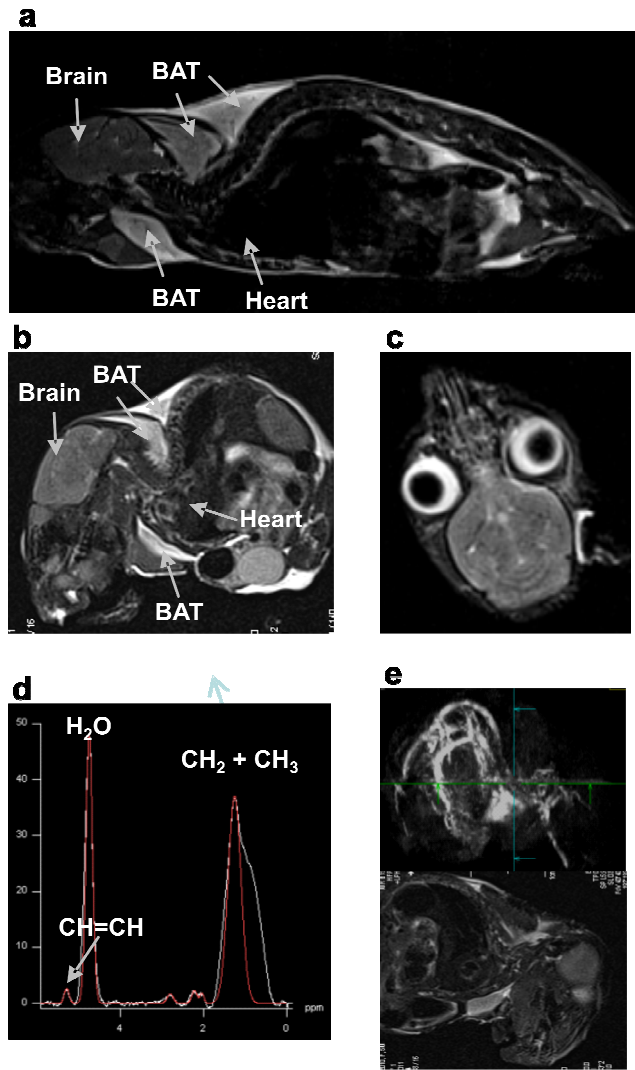 a
Brain
BAT
BAT
Heart
b
BAT
Brain
Heart
BAT
c
d
H₂O
CH₂ + CH₃
CH=CH
50
40
30
20
10
0
4
2
0
ppm
e